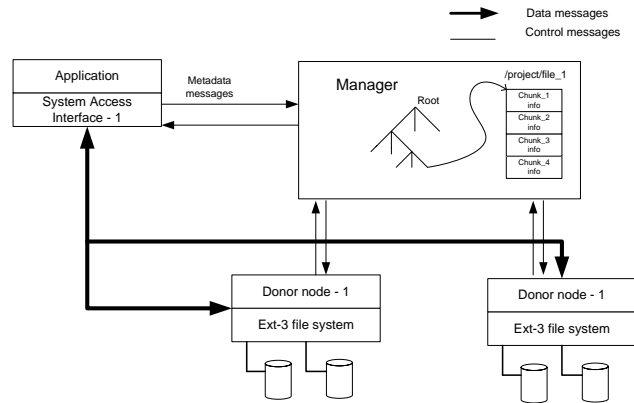 Data messages
Control messages
Application
System Access
Interface - 1
Metadata
messages
Manager
Root
/project/file_1
Chunk_1
info
Chunk_2
info
Chunk_3
info
Chunk_4
info
Donor node - 1
Ext-3 file system
Donor node - 1
Ext-3 file system